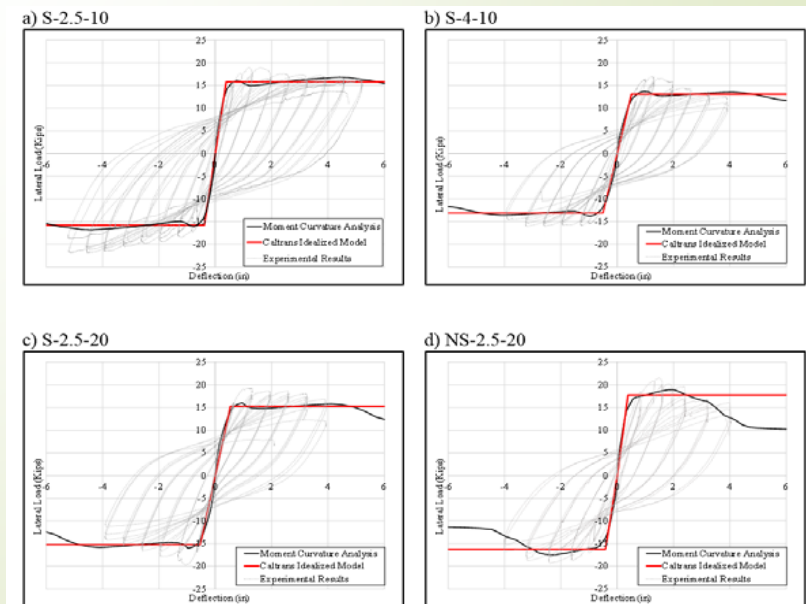 a) S-2.5-10
25
20
15
10
5
0
-6 -4 -2 0 2 4 6
-5
-10
-15
-20
-25
Lateral Load (Kips)
Deflection (in)
Moment Curvature Analysis
Caltrans Idealized Model
Experimental Results
b) S-4-10
25
20
15
10
5
0
-6 -4 -2 0 2 4 6
-5
-10
-15
-20
-25
Lateral Load (Kips)
Deflection (in)
Moment Curvature Analysis
Caltrans Idealized Model
Experimental Results
c) S-2.5-20
25
20
15
10
5
0
-6 -4 -2 0 2 4 6
-5
-10
-15
-20
-25
Lateral Load (Kips)
Deflection (in)
Moment Curvature Analysis
Caltrans Idealized Model
Experimental Results
d) NS-2.5-20
25
20
15
10
5
0
-6 -4 -2 0 2 4 6
-5
-10
-15
-20
-25
Lateral Load (Kips)
Deflection (in)
Moment Curvature Analysis
Caltrans Idealized Model
Experimental Results